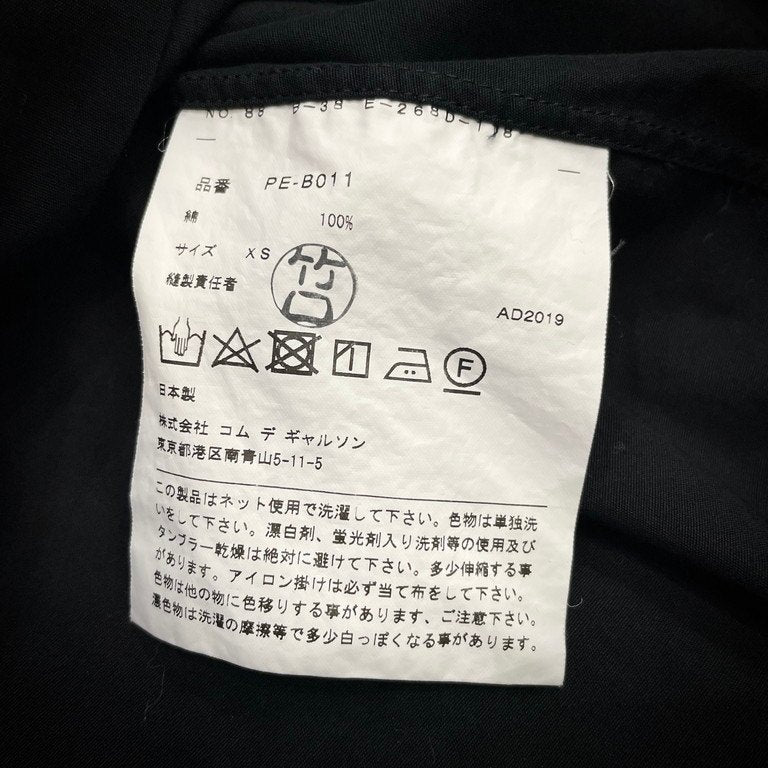 品番 PE-B011
綿 100%
サイズ XS
竹口
縫製責任者
AD2019
F
日本製
株式会社 コム デ ギャルソン
東京都港区南青山5-11-5
この製品はネット使用で洗濯して下さい。色物は単独洗
いをして下さい。漂白剤、蛍光剤入り洗剤等の使用及び
タンブラー乾燥は絶対に避けて下さい。多少伸縮する事
があります。アイロン掛けは必ず当て布をして下さい。
色物は他の物に色移りする事があります、ご注意下さい。
濃色物は洗濯の摩擦等で多少白っぽくなる事があります。